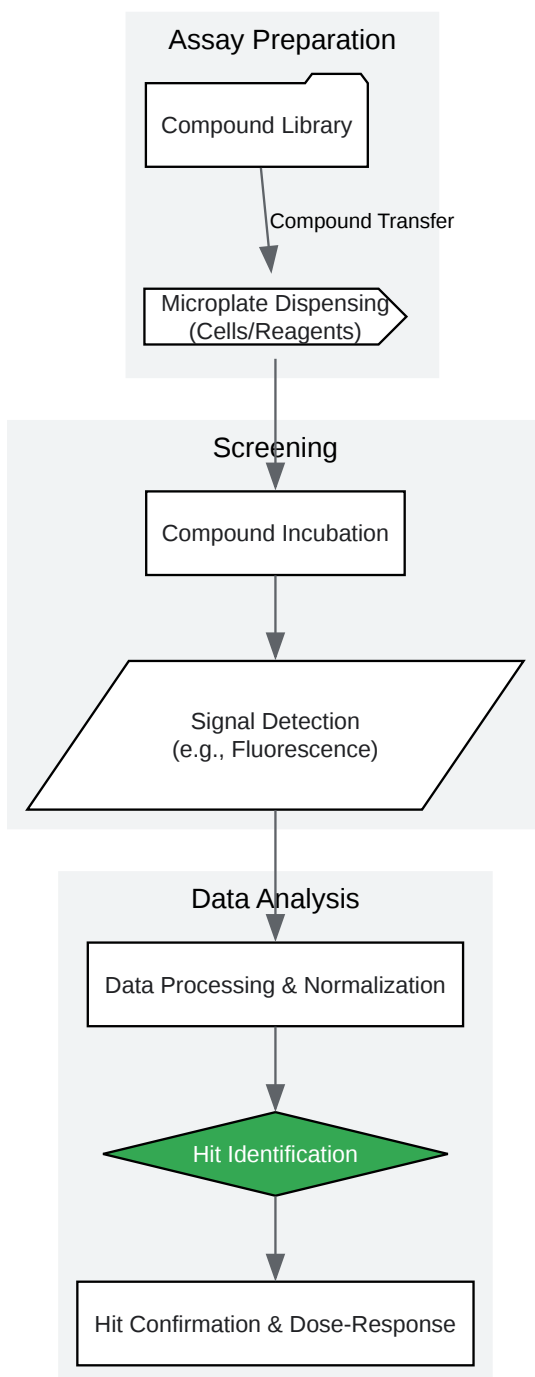 Assay Preparation
Compound Library
Compound Transfer
Microplate Dispensing
(Cells/Reagents)
Screening
Compound Incubation
Signal Detection
(e.g., Fluorescence)
Data Analysis
Data Processing & Normalization
Hit Identification
Hit Confirmation & Dose-Response